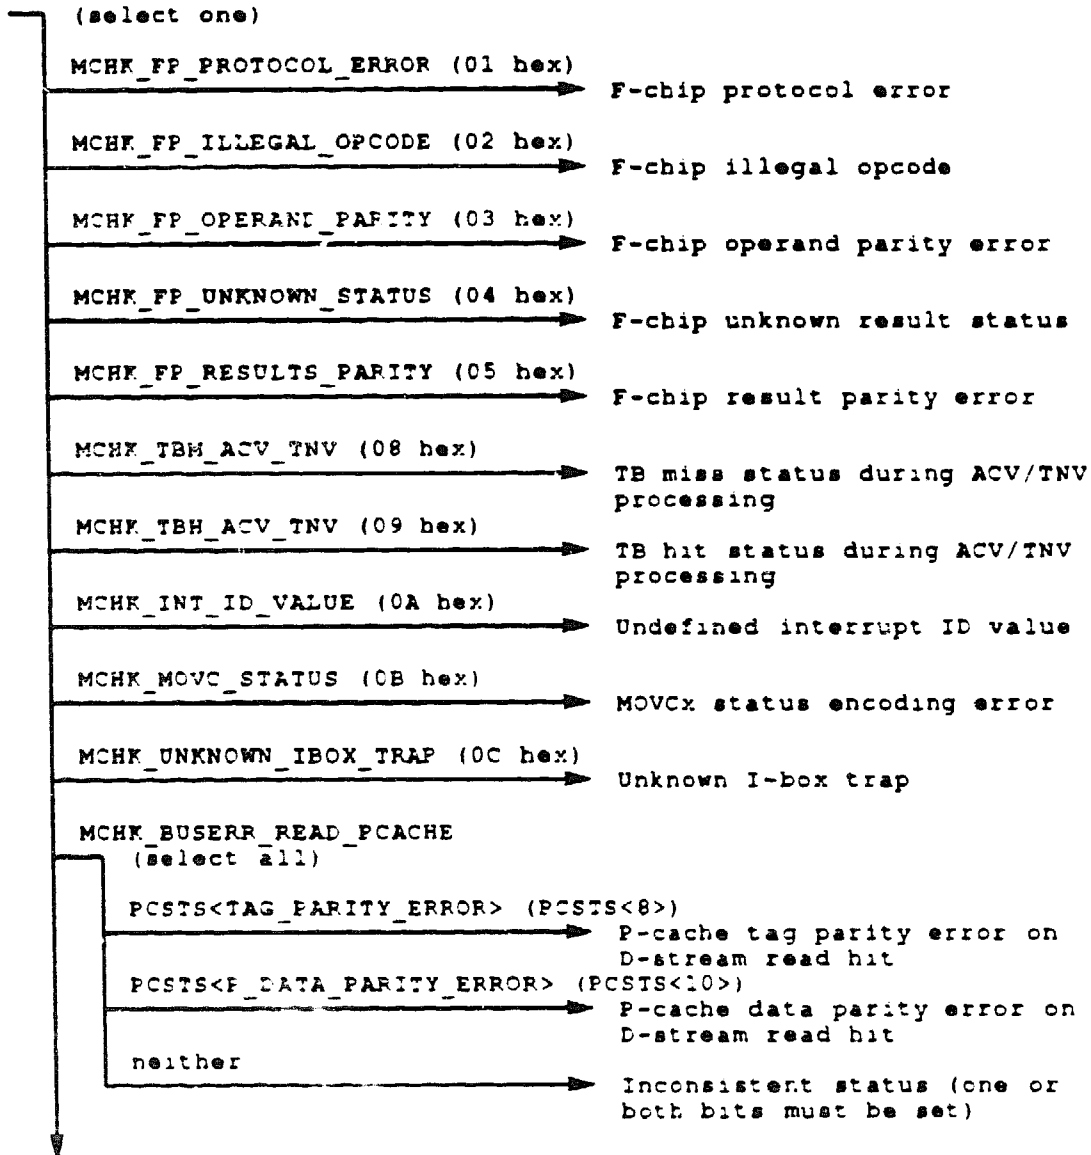 (select one)
MCHK_FP_PROTOCOL_ERROR (01 hex)
F-chip protocol error
MCHK_FP_ILLEGAL_OPCODE (02 hex)
F-chip illegal opcode
MCHK_FP_OPERAND_PARITY (03 hex)
F-chip operand parity error
MCHK_FP_UNKNOWN_STATUS (04 hex)
F-chip unknown result status
MCHK_FP_RESULTS_PARITY (05 hex)
F-chip result parity error
MCHK_TBM_ACV_TNV (08 hex)
TB miss status during ACV/TNV
processing
MCHK_TBH_ACV_TNV (09 hex)
TB hit status during ACV/TNV
processing
MCHK_INT_ID_VALUE (0A hex)
Undefined interrupt ID value
MCHK_MOVC_STATUS (0B hex)
MOVCx status encoding error
MCHK_UNKNOWN_IBOX_TRAP (0C hex)
Unknown I-box trap
MCHK_BUSERR_READ_PCACHE
(select all)
PCSTS<TAG_PARITY_ERROR> (PCSTS<8>)
P-cache tag parity error on
D-stream read hit
PCSTS<P_DATA_PARITY_ERROR> (PCSTS<10>)
P-cache data parity error on
D-stream read hit
neither
Inconsistent status (one or
both bits must be set)